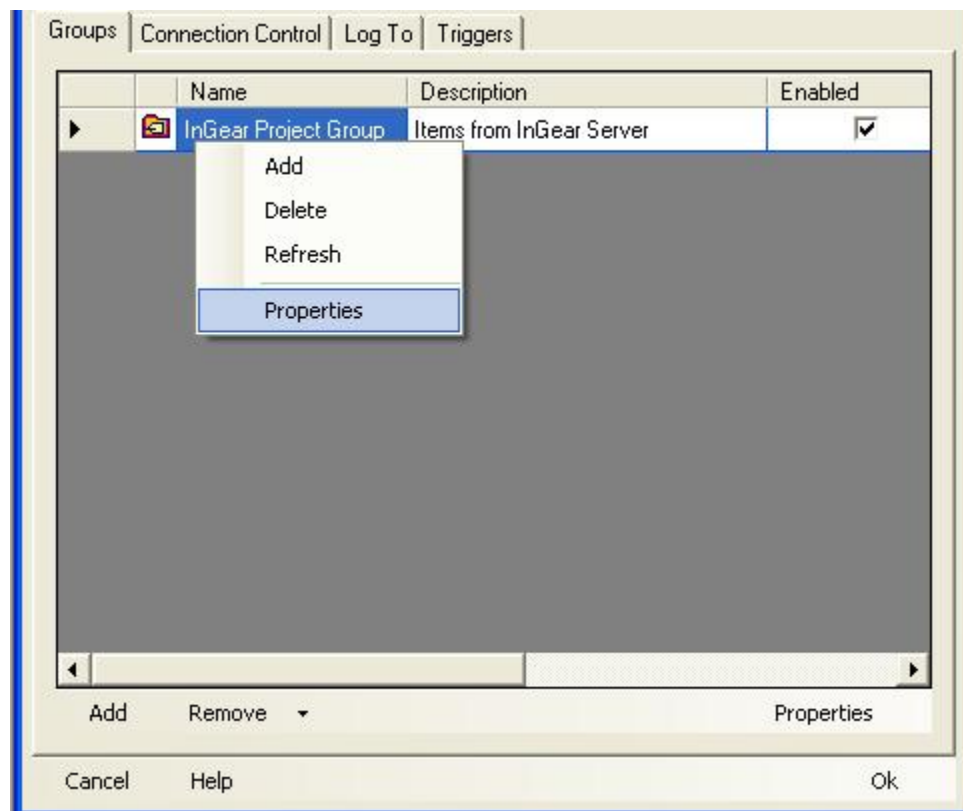 Groups Connection Control Log To Triggers
Name Description Enabled
InGear Project Group Items from InGear Server
Add
Delete
Refresh
Properties
Add Remove Properties
Cancel Help Ok